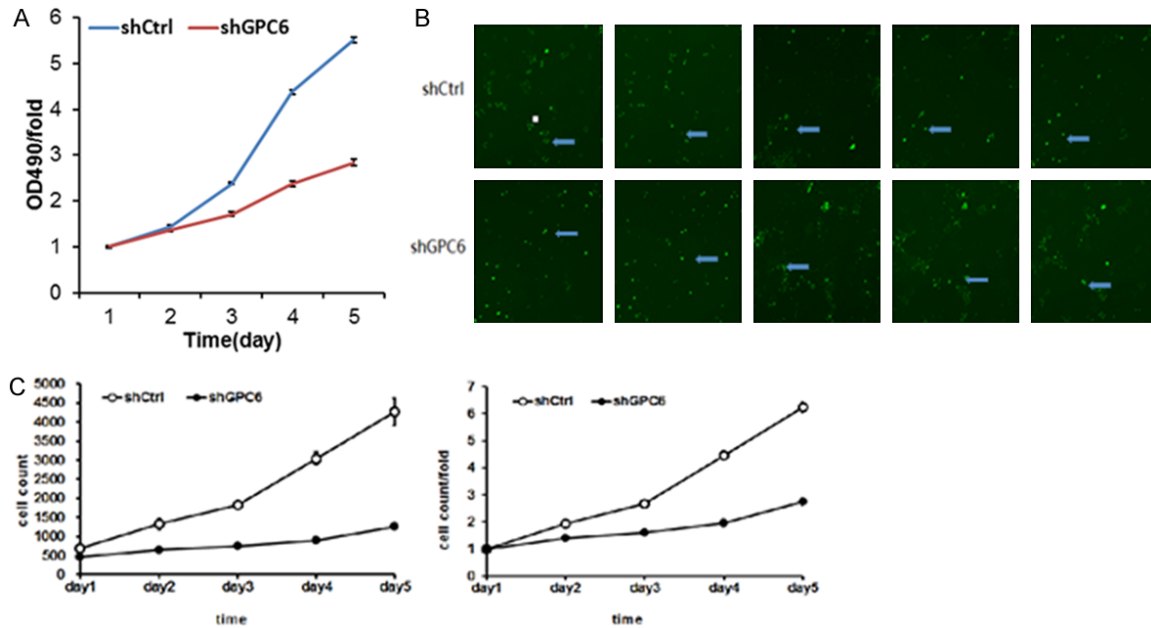 A
6
shCtrl shGPC6
5
4
3
2
1
0
OD490/fold
1 2 3 4 5
Time(day)
B
shCtrl
shGPC6
C
5000
4500
4000
3500
3000
2500
2000
1500
1000
500
0
cell count
shCtrl shGPC6
day1 day2 day3 day4 day5
time
7
6
5
4
3
2
1
0
cell count/fold
shCtrl shGPC6
day1 day2 day3 day4 day5
time